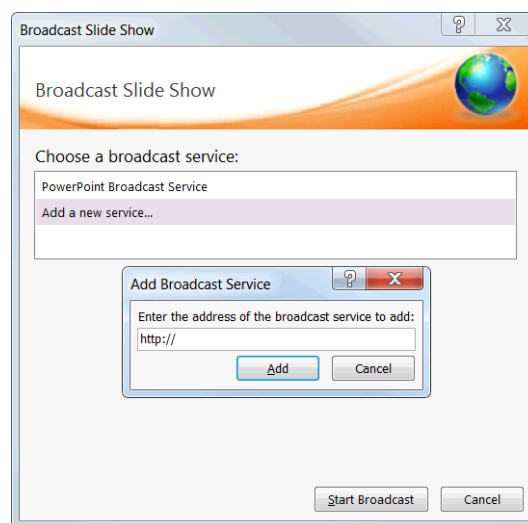 Broadcast Slide Show
Broadcast Slide Show
Choose a broadcast service:
PowerPoint Broadcast Service
Add a new service...
Add Broadcast Service
Enter the address of the broadcast service to add:
http://
Add Cancel
Start Broadcast Cancel